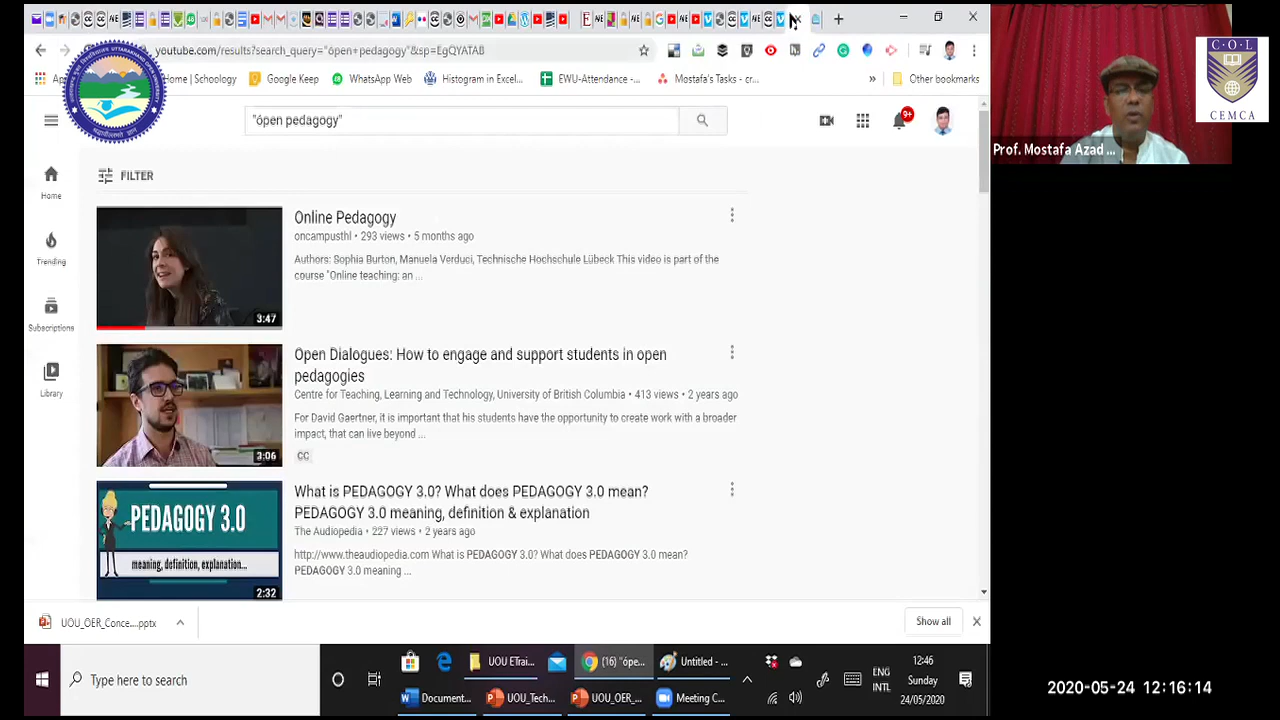 youtube.com/results?search_query="ópen+pedagogy"&sp=EgQYATAB
Home | Schoology
Google Keep
WhatsApp Web
Histogram in Excel...
EWU-Attendance -...
Mostafa's Tasks - cr...
»
Other bookmarks
"ópen pedagogy"
9+
C·O·L
CEMCA
Prof. Mostafa Azad ...
FILTER
Home
Trending
Subscriptions
Library
Online Pedagogy
oncampusthl • 293 views • 5 months ago
Authors: Sophia Burton, Manuela Verduci, Technische Hochschule Lübeck This video is part of the
course "Online teaching: an ...
3:47
Open Dialogues: How to engage and support students in open
pedagogies
Centre for Teaching, Learning and Technology, University of British Columbia • 413 views • 2 years ago
For David Gaertner, it is important that his students have the opportunity to create work with a broader
impact, that can live beyond ...
CC
3:06
PEDAGOGY 3.0
meaning, definition, explanation...
2:32
What is PEDAGOGY 3.0? What does PEDAGOGY 3.0 mean?
PEDAGOGY 3.0 meaning, definition & explanation
The Audiopedia • 227 views • 2 years ago
http://www.theaudiopedia.com What is PEDAGOGY 3.0? What does PEDAGOGY 3.0 mean?
PEDAGOGY 3.0 meaning ...
UOU_OER_Conce....pptx
Show all
Type here to search
UOU ETrai...
(16) "ópe...
Untitled - ...
Document...
UOU_Tech...
UOU_OER_...
Meeting C...
ENG
INTL
12:46
Sunday
24/05/2020
2020-05-24 12:16:14